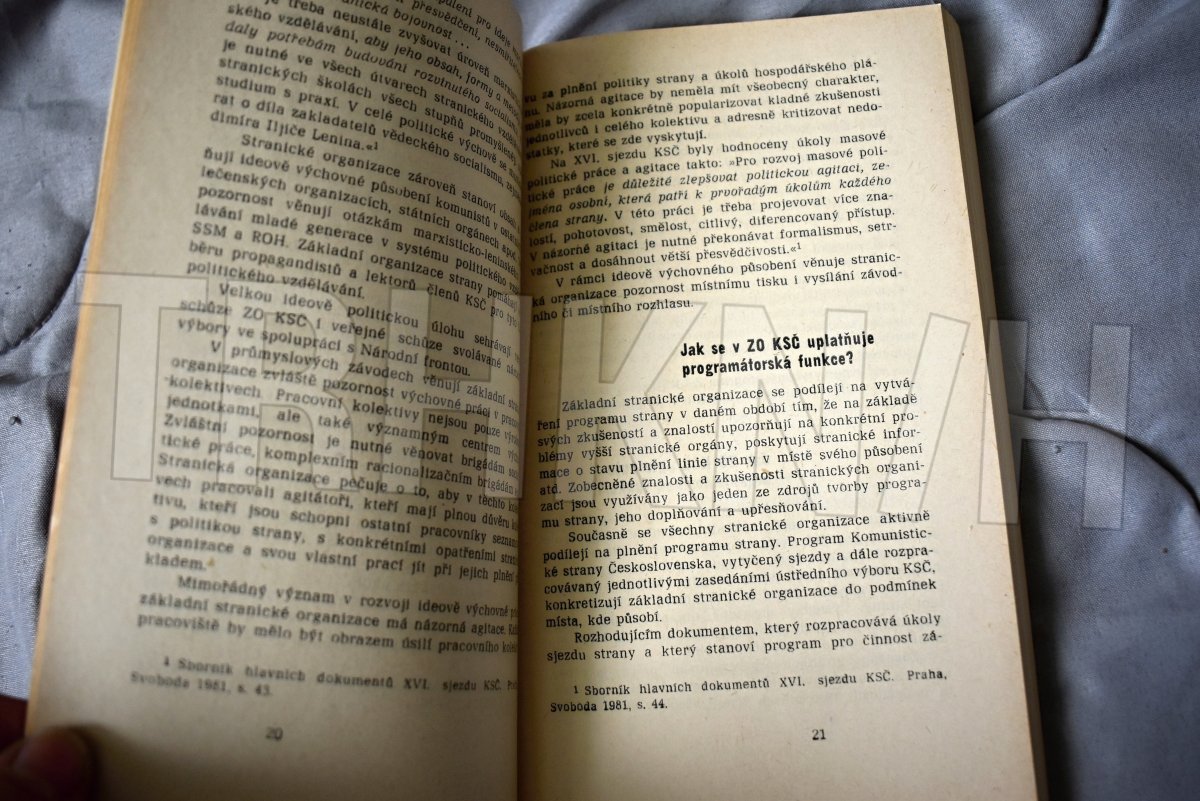 pálení pro ideje
stranická bojovnost ... přesvědčení,
je třeba neustále zvyšovat úroveň
ského vzdělávání, aby jeho obsah, formy a
daly potřebám budování rozvinutého
je nutné ve všech útvarech stranického
stranických školách všech stupňů
studium s praxí. V celé politické výchově se
rat o díla zakladatelů vědeckého socialismu,
dimíra Iljiče Lenina.«¹
Stranické organizace zároveň stanoví
ňují ideově výchovné působení komunistů v
lečenských organizacích, státních orgánech apod.
pozornost věnují otázkám marxisticko-leninského
lávání mladé generace v systému politického
SSM a ROH. Základní organizace strany
běru propagandistů a lektorů členů KSČ pro
politického vzdělávání.
Velkou ideově politickou úlohu sehrávají
schůze ZO KSČ i veřejné schůze svolávané
výbory ve spolupráci s Národní frontou.
V průmyslových závodech věnují základní
organizace zvláště pozornost výchovné práci v
kolektivech. Pracovní kolektivy nejsou pouze
jednotkami, ale také významným centrem
Zvláštní pozornost je nutné věnovat brigádám
tické práce, komplexním racionalizačním brigádám
Stranická organizace pečuje o to, aby v těchto
vech pracovali agitátoři, kteří mají plnou důvěru
tivu, kteří jsou schopni ostatní pracovníky
s politikou strany, s konkrétními opatřeními
organizace a svou vlastní prací jít při jejich plnění
kladem.
Mimořádný význam v rozvoji ideově výchovné
základní stranické organizace má názorná agitace.
pracoviště by mělo být obrazem úsilí pracovního
1 Sborník hlavních dokumentů XVI. sjezdu KSČ.
Svoboda 1981, s. 43.
20
vu za plnění politiky strany a úkolů hospodářského plá-
nu. Názorná agitace by neměla mít všeobecný charakter,
měla by zcela konkrétně popularizovat kladné zkušenosti
jednotlivců i celého kolektivu a adresně kritizovat nedo-
statky, které se zde vyskytují.
Na XVI. sjezdu KSČ byly hodnoceny úkoly masové
politické práce a agitace takto: »Pro rozvoj masové poli-
tické práce je důležité zlepšovat politickou agitaci, ze-
jména osobní, která patří k prvořadým úkolům každého
člena strany. V této práci je třeba projevovat více zna-
lostí, pohotovost, smělost, citlivý, diferencovaný přístup.
V názorné agitaci je nutné překonávat formalismus, setr-
vačnost a dosáhnout větší přesvědčivosti.«¹
V rámci ideově výchovného působení věnuje stranic-
ká organizace pozornost místnímu tisku i vysílání závod-
ního či místního rozhlasu.
Jak se v ZO KSČ uplatňuje
programátorská funkce?
Základní stranické organizace se podílejí na vytvá-
ření programu strany v daném období tím, že na základě
svých zkušeností a znalostí upozorňují na konkrétní pro-
blémy vyšší stranické orgány, poskytují stranické infor-
mace o stavu plnění linie strany v místě svého působení
atd. Zobecněné znalosti a zkušenosti stranických organi-
zací jsou využívány jako jeden ze zdrojů tvorby progra-
mu strany, jeho doplňování a upřesňování.
Současně se všechny stranické organizace aktivně
podílejí na plnění programu strany. Program Komunistic-
ké strany Československa, vytyčený sjezdy a dále rozpra-
covávaný jednotlivými zasedáními ústředního výboru KSČ,
konkretizují základní stranické organizace do podmínek
místa, kde působí.
Rozhodujícím dokumentem, který rozpracovává úkoly
sjezdu strany a který stanoví program pro činnost zá-
1 Sborník hlavních dokumentů XVI. sjezdu KSČ. Praha,
Svoboda 1981, s. 44.
21